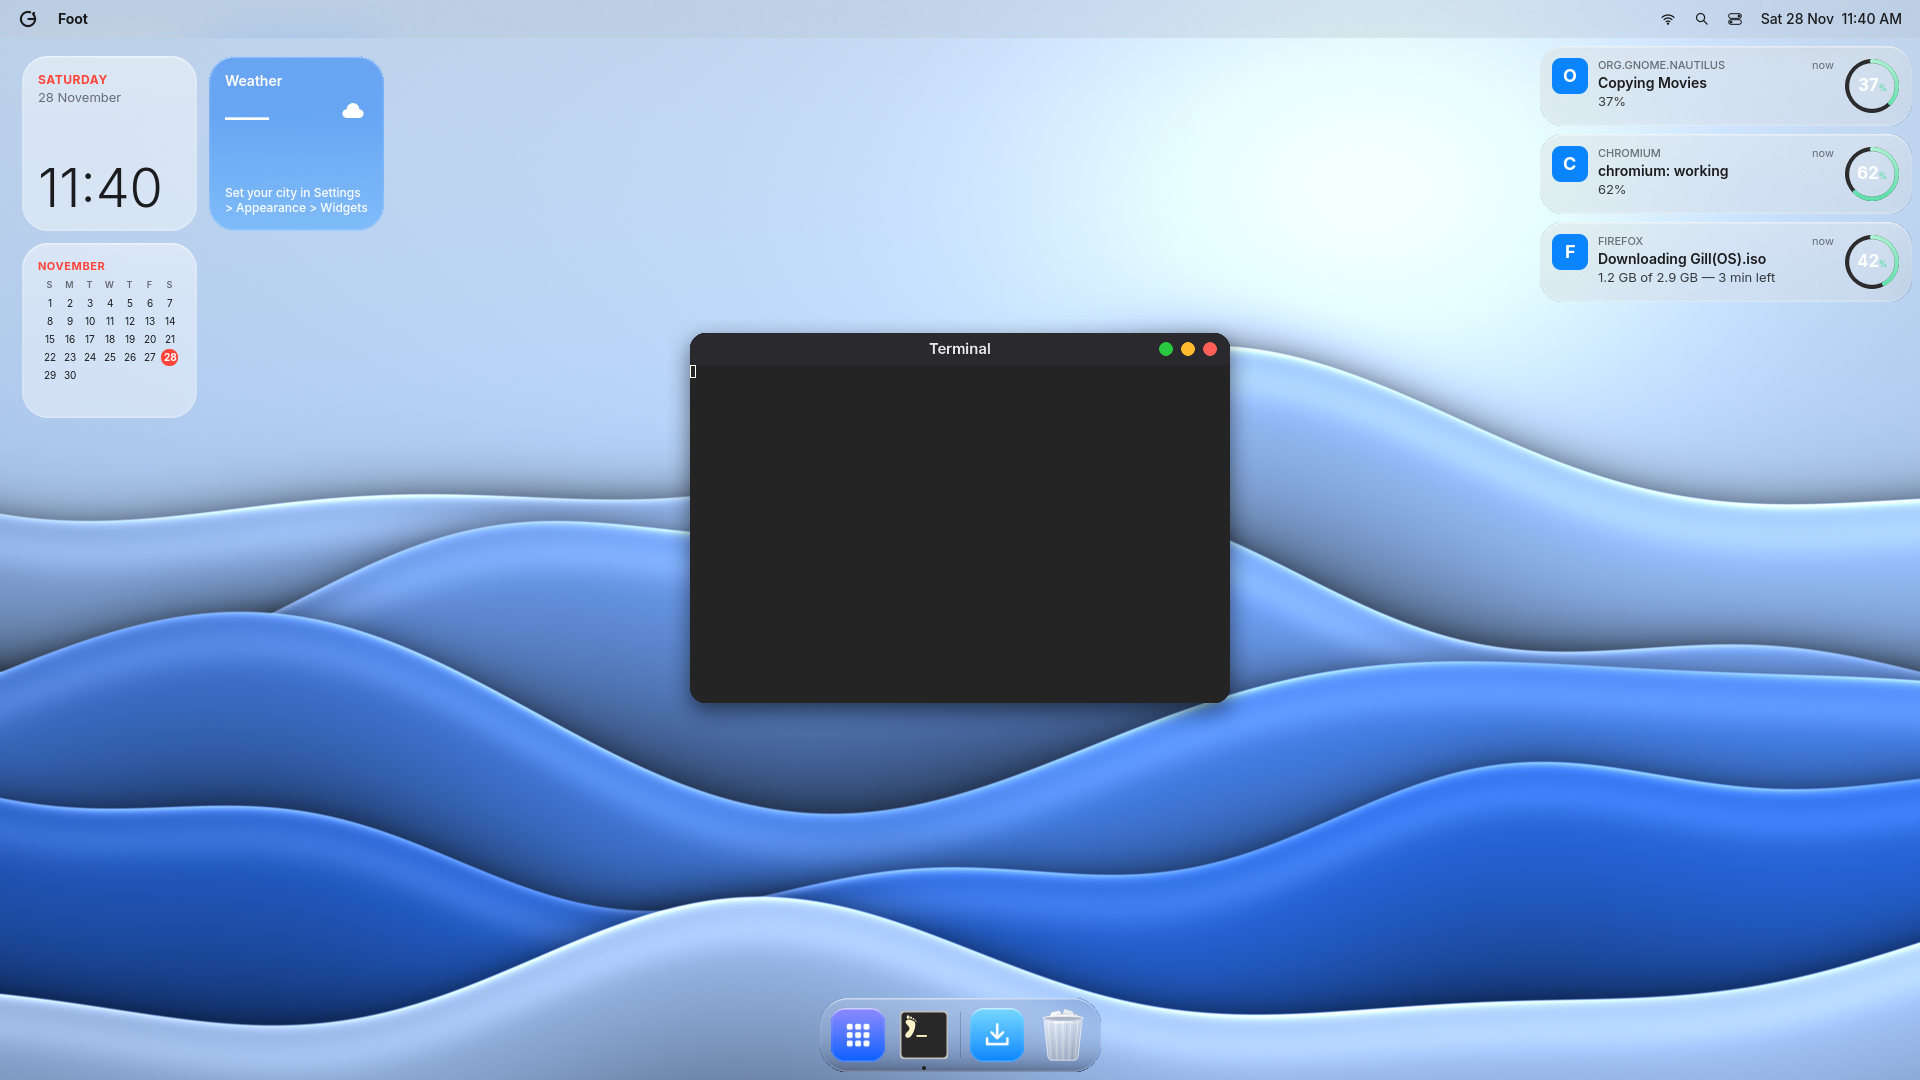 Foot
Sat 28 Nov 11:40 AM
SATURDAY
28 November
11:40
Weather
Set your city in Settings
> Appearance > Widgets
NOVEMBER
S M T W T F S
1 2 3 4 5 6 7
8 9 10 11 12 13 14
15 16 17 18 19 20 21
22 23 24 25 26 27 28
29 30
ORG.GNOME.NAUTILUS now
Copying Movies
37%
37%
CHROMIUM now
chromium: working
62%
62%
FIREFOX now
Downloading Gill(OS).iso
1.2 GB of 2.9 GB — 3 min left
42%
O
C
F
Terminal